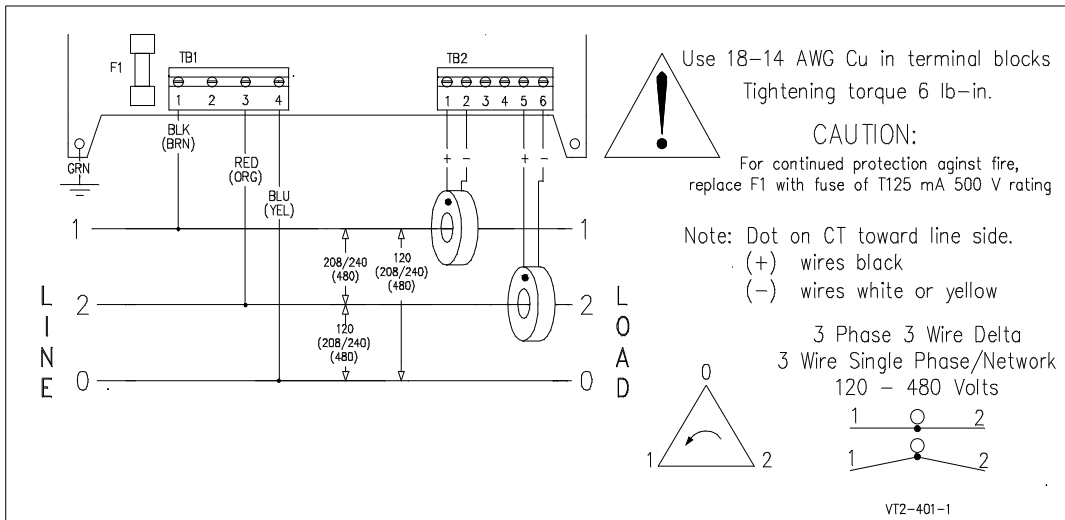 F1
TB1
1 2 3 4
TB2
1 2 3 4 5 6
BLK
(BRN)
RED
(ORG)
BLU
(YEL)
GRN
+ −
+ −
1
1
208/240
(480)
120
(208/240)
(480)
2
2
120
(208/240)
(480)
0
0
LINE
LOAD
Use 18-14 AWG Cu in terminal blocks
Tightening torque 6 lb-in.
CAUTION:
For continued protection aginst fire,
replace F1 with fuse of T125 mA 500 V rating
Note: Dot on CT toward line side.
(+) wires black
(−) wires white or yellow
3 Phase 3 Wire Delta
3 Wire Single Phase/Network
120 - 480 Volts
0
1 2
1 0 2
1 0 2
VT2-401-1